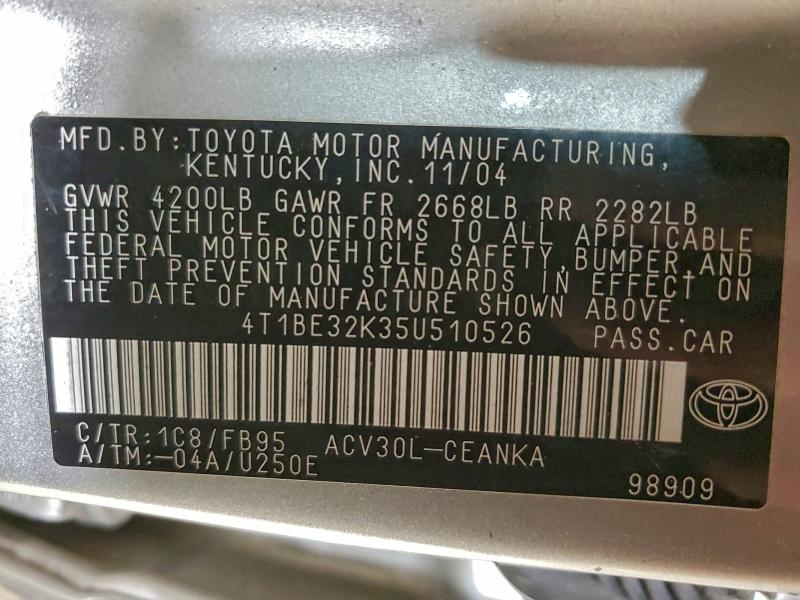 MFD.BY:TOYOTA MOTOR MANUFACTURING,
KENTUCKY,INC.11/04
GVWR 4200LB GAWR FR 2668LB RR 2282LB
THIS VEHICLE CONFORMS TO ALL APPLICABLE
FEDERAL MOTOR VEHICLE SAFETY,BUMPER,AND
THEFT PREVENTION STANDARDS IN EFFECT ON
THE DATE OF MANUFACTURE SHOWN ABOVE.
4T1BE32K35U510526 PASS.CAR
C/TR:1C8/FB95 ACV30L-CEANKA
A/TM:-04A/U250E
98909